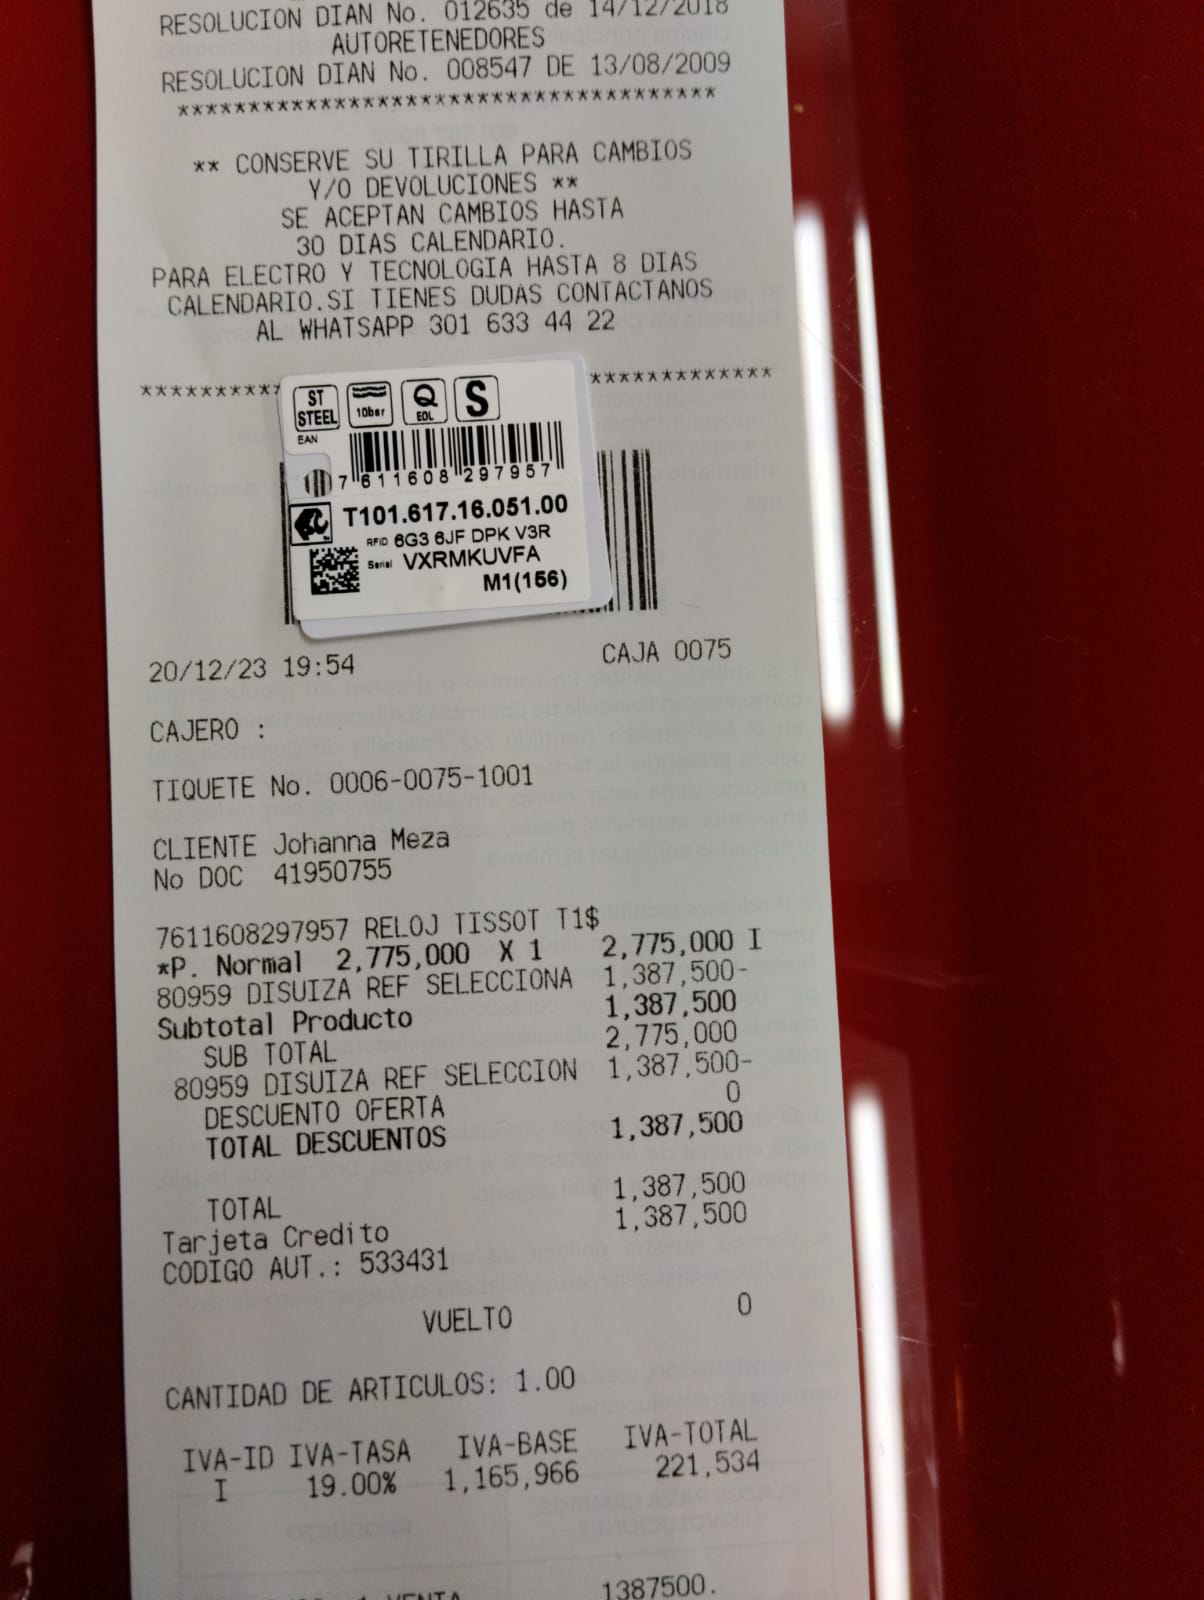 RESOLUCION DIAN No. 012635 de 14/12/2018
AUTORETENEDORES
RESOLUCION DIAN No. 008547 DE 13/08/2009
**************************************
** CONSERVE SU TIRILLA PARA CAMBIOS
Y/O DEVOLUCIONES **
SE ACEPTAN CAMBIOS HASTA
30 DIAS CALENDARIO.
PARA ELECTRO Y TECNOLOGIA HASTA 8 DIAS
CALENDARIO.SI TIENES DUDAS CONTACTANOS
AL WHATSAPP 301 633 44 22
ST STEEL 10bar Q EOL S
EAN
7 611608 297957
T101.617.16.051.00
RFID 6G3 6JF DPK V3R
Serial VXRMKUVFA
M1(156)
20/12/23 19:54 CAJA 0075
CAJERO :
TIQUETE No. 0006-0075-1001
CLIENTE Johanna Meza
No DOC 41950755
7611608297957 RELOJ TISSOT T1$
*P. Normal 2,775,000 X 1 2,775,000 I
80959 DISUIZA REF SELECCIONA 1,387,500-
Subtotal Producto 1,387,500
SUB TOTAL 2,775,000
80959 DISUIZA REF SELECCION 1,387,500-
DESCUENTO OFERTA 0
TOTAL DESCUENTOS 1,387,500
TOTAL 1,387,500
Tarjeta Credito 1,387,500
CODIGO AUT.: 533431
VUELTO 0
CANTIDAD DE ARTICULOS: 1.00
IVA-ID IVA-TASA IVA-BASE IVA-TOTAL
I 19.00% 1,165,966 221,534
VENTA 1387500.